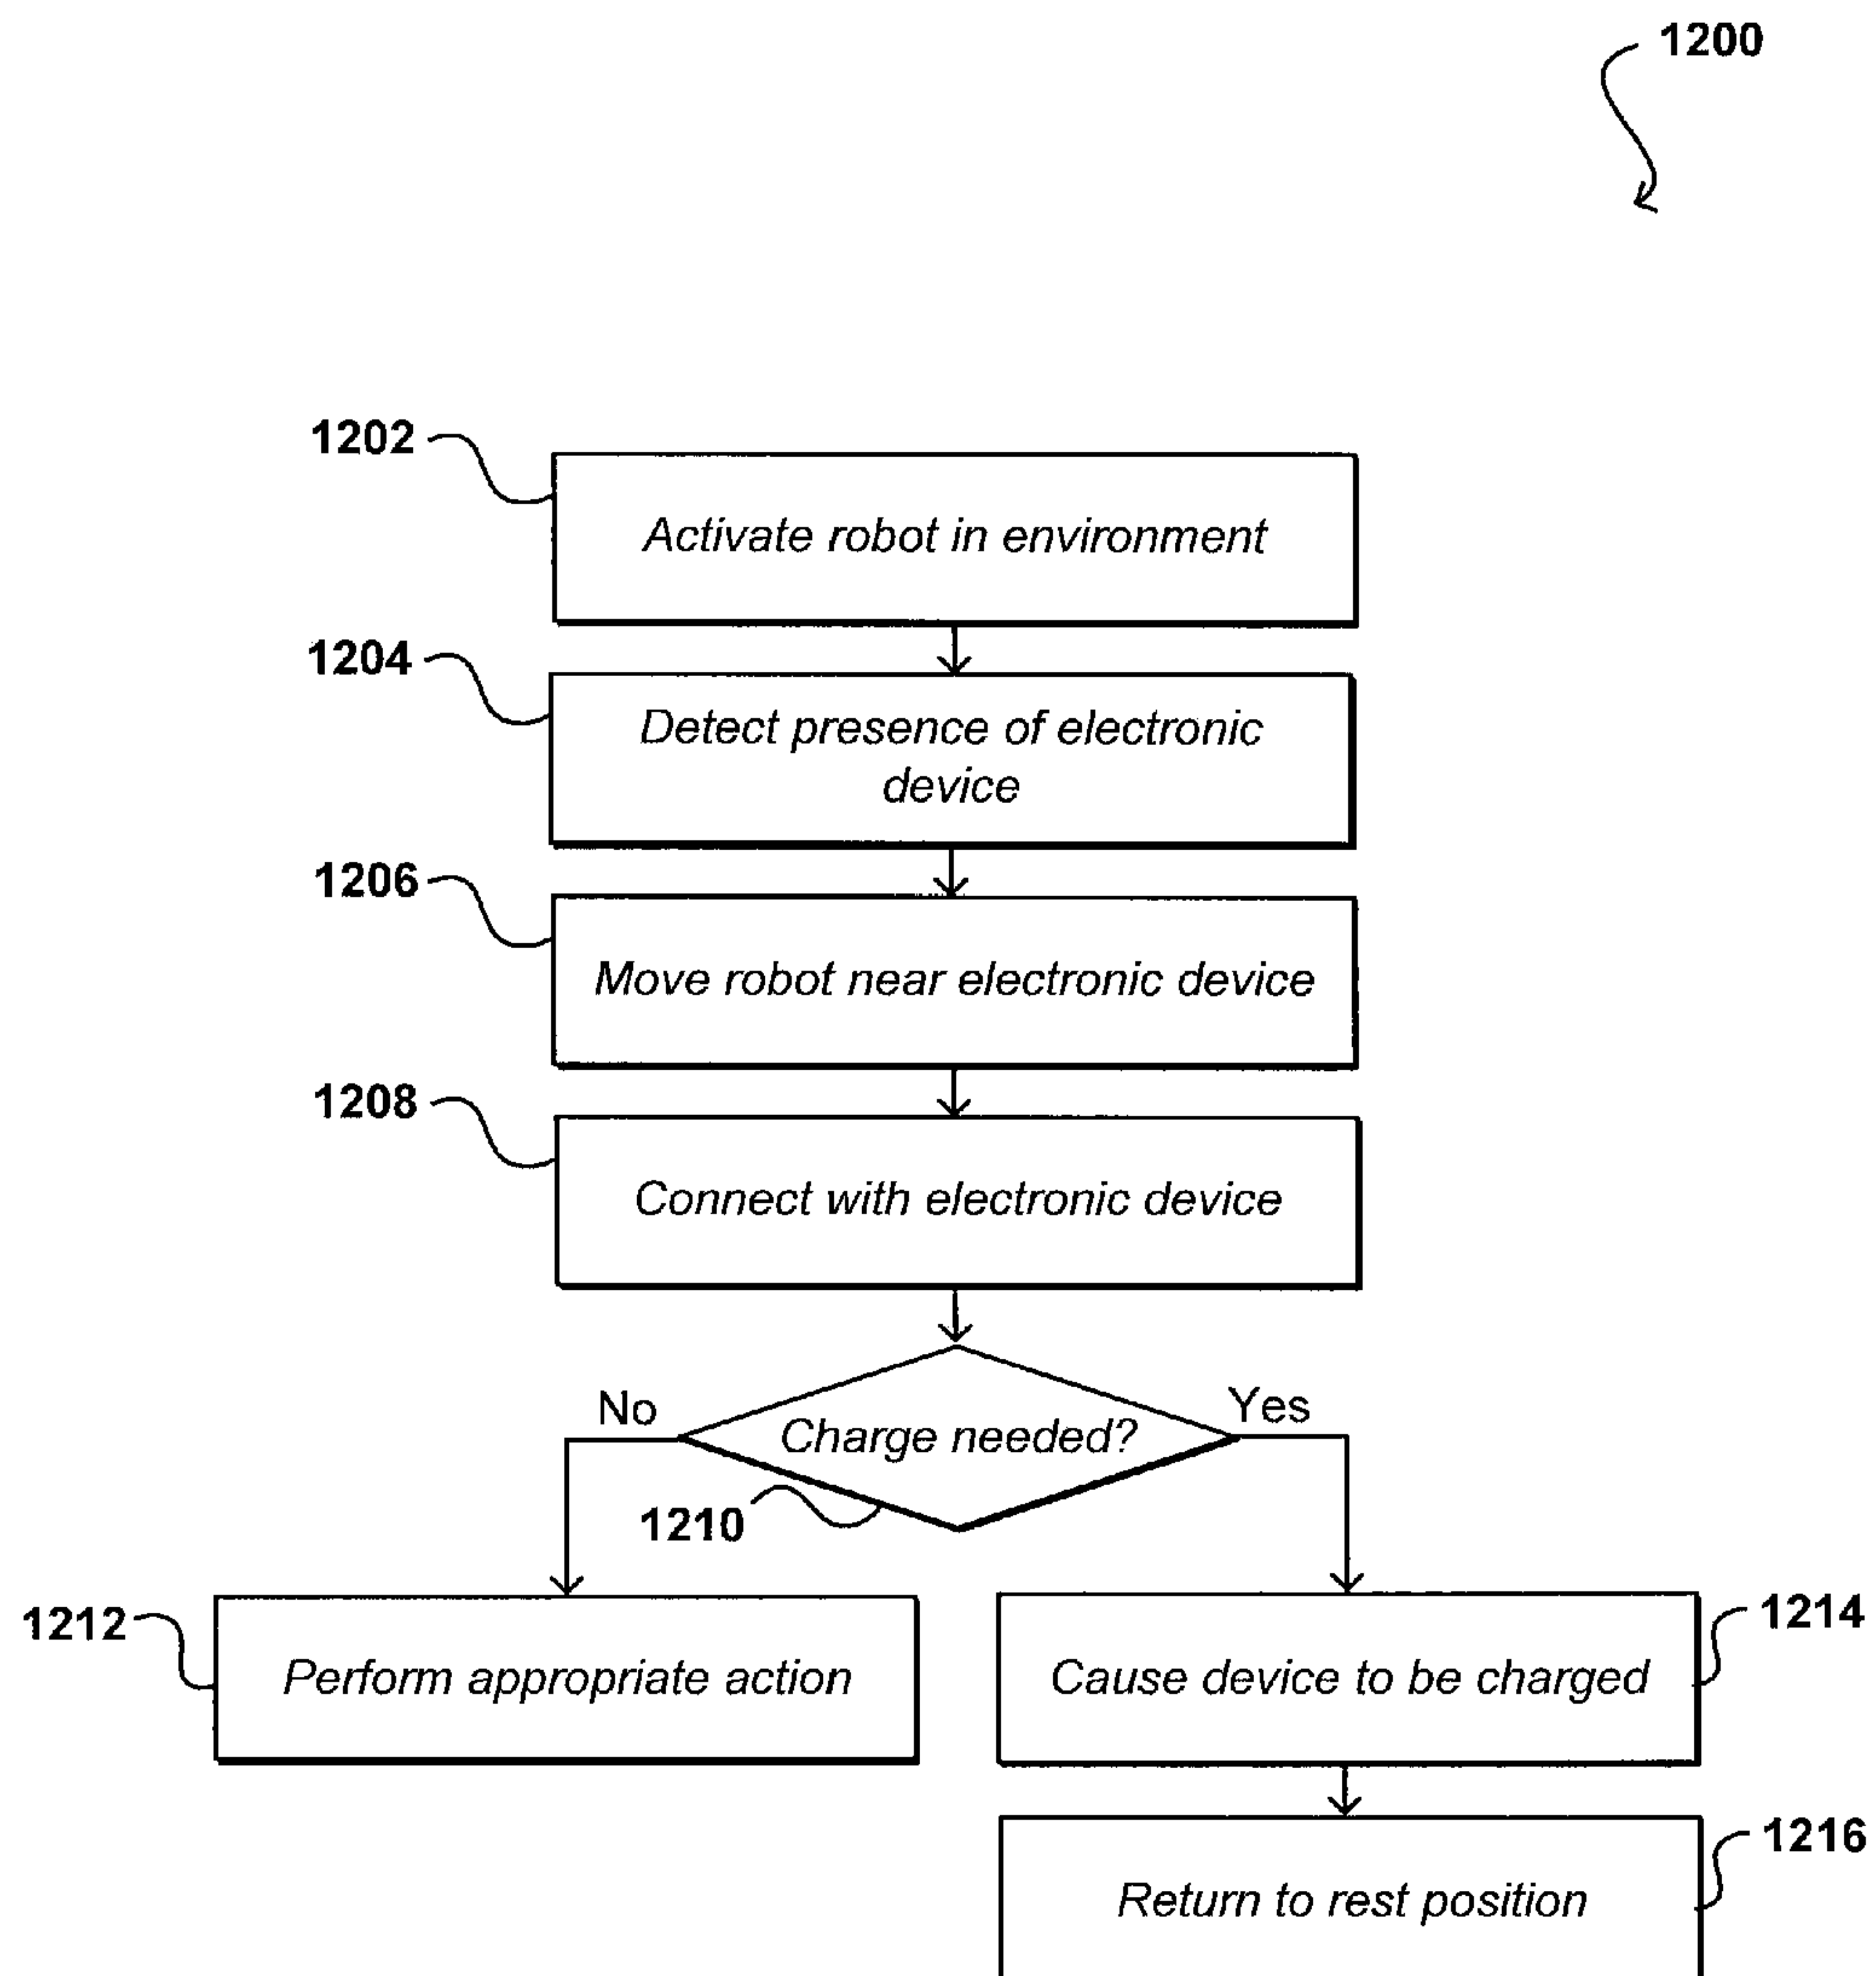 1200
1202
Activate robot in environment
1204
Detect presence of electronic
device
1206
Move robot near electronic device
1208
Connect with electronic device
No
Yes
Charge needed?
1210
1212
Perform appropriate action
1214
Cause device to be charged
1216
Return to rest position